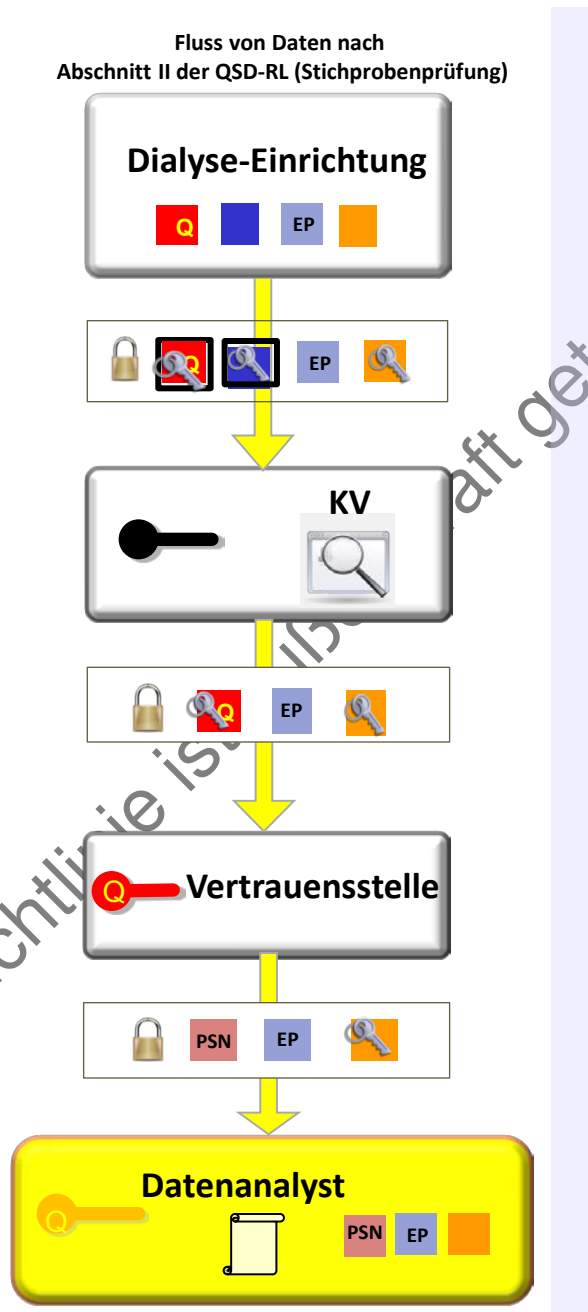 Fluss von Daten nach
Abschnitt II der QSD-RL (Stichprobenprüfung)
Dialyse-Einrichtung
Q
EP
Q
EP
KV
Q
EP
Q
Vertrauensstelle
PSN
EP
Datenanalyst
Q
PSN
EP